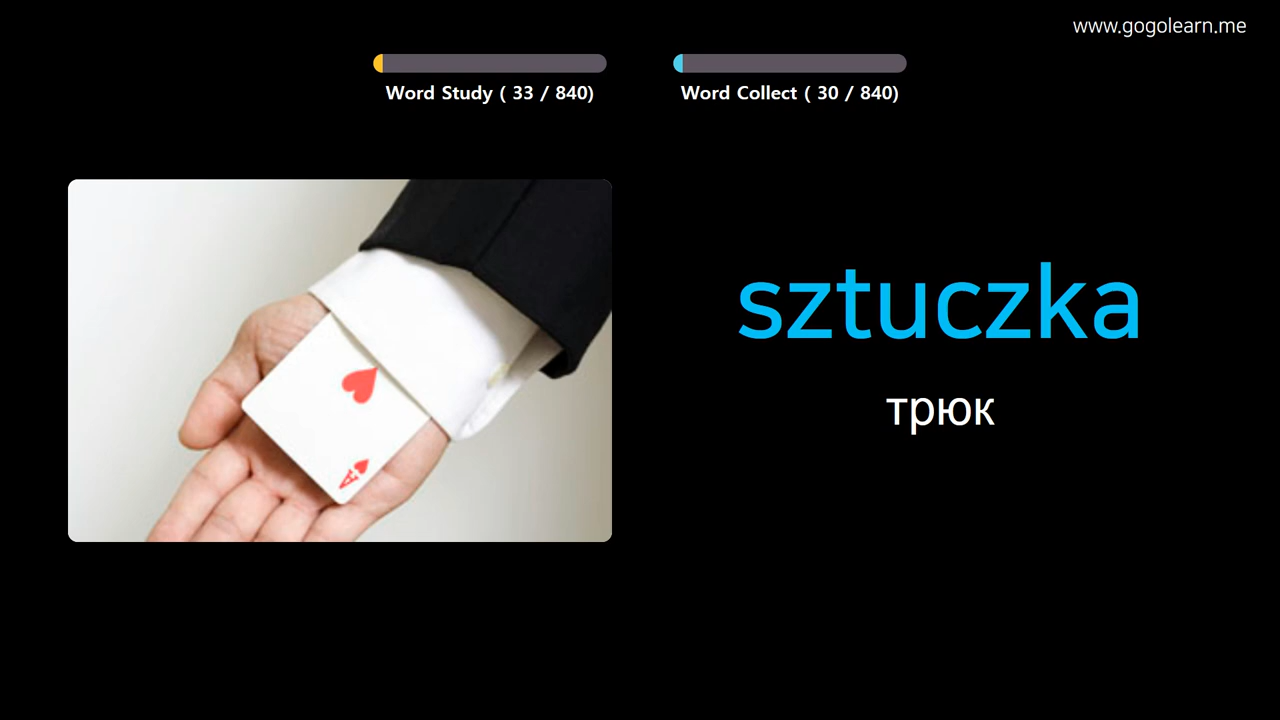 www.gogolearn.me
Word Study ( 33 / 840)
Word Collect ( 30 / 840)
sztuczka
трюк
A